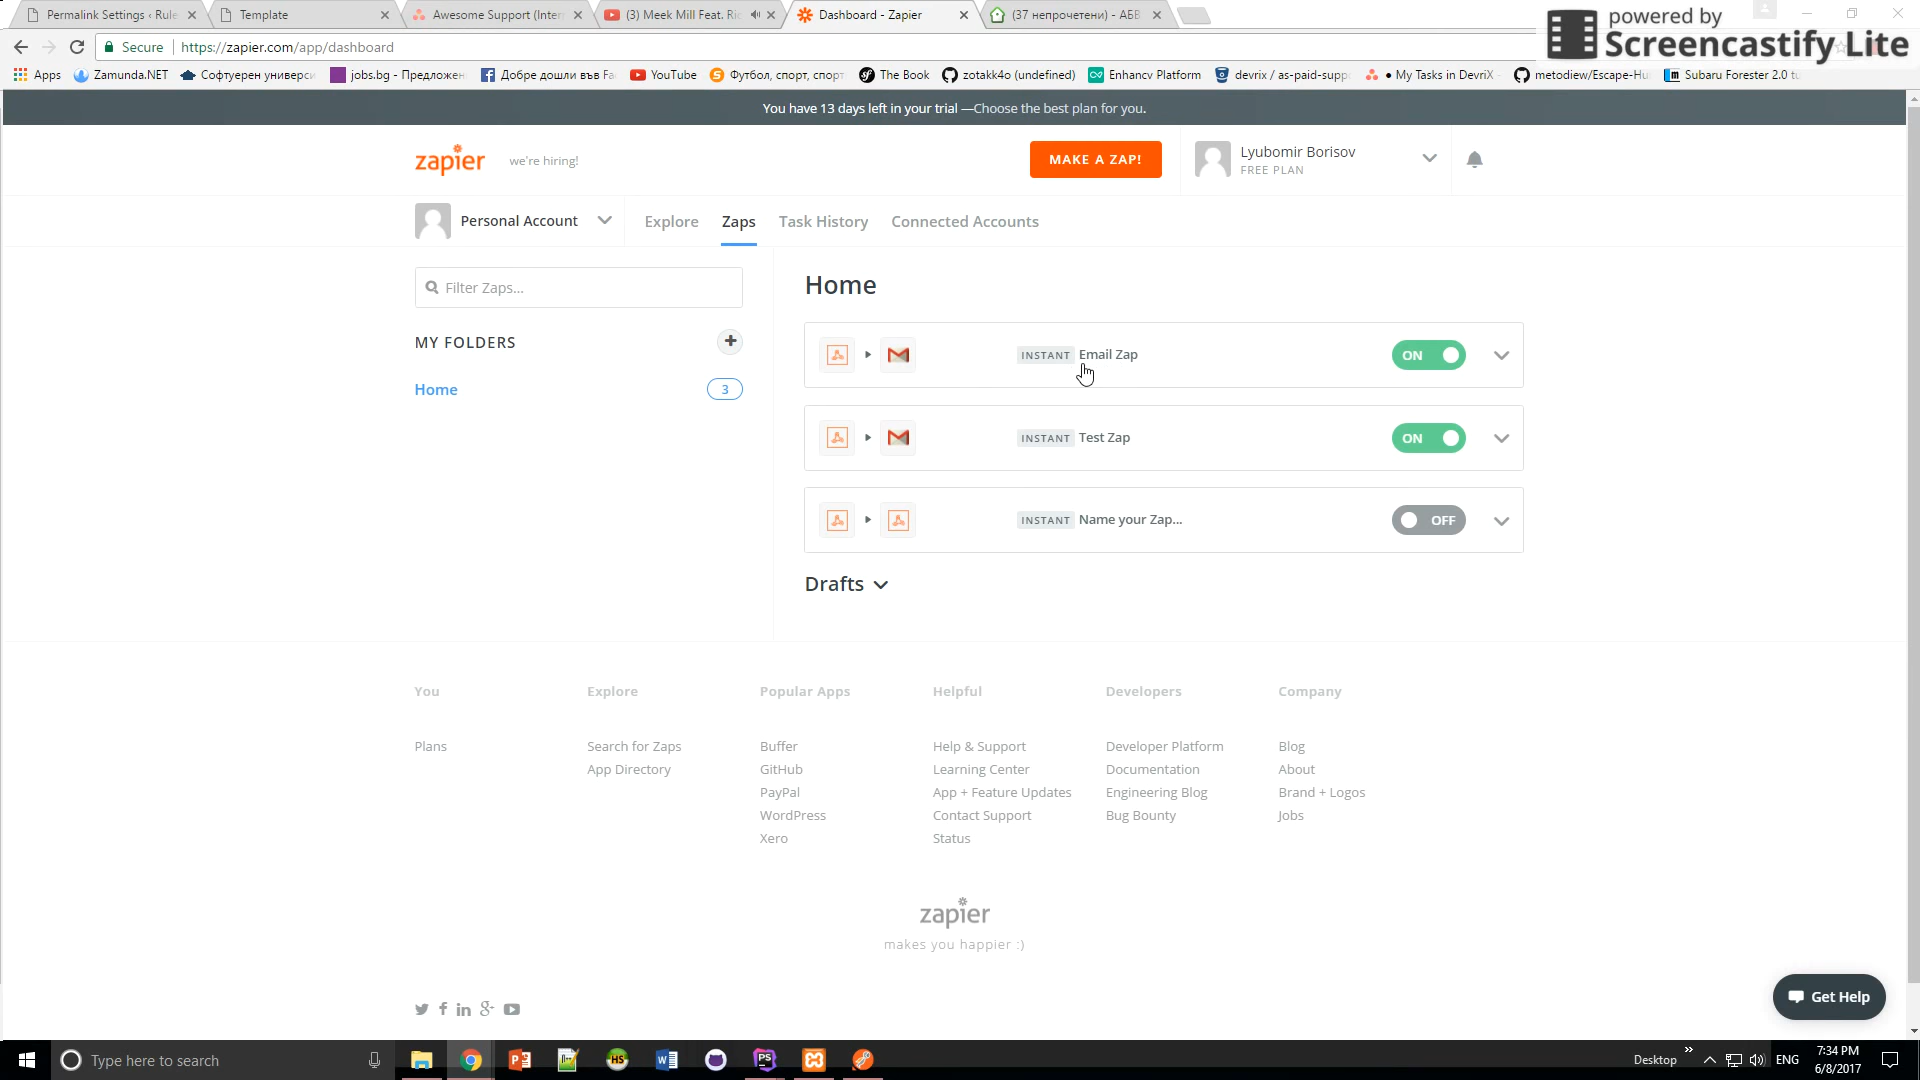 Permalink Settings ‹ Rule
Template
Awesome Support (Inter
(3) Meek Mill Feat. Ric
Dashboard - Zapier
(37 непрочетени) - АБВ
powered by
Screencastify Lite
Secure
https://zapier.com/app/dashboard
Apps
Zamunda.NET
Софтуерен универси
jobs.bg - Предложен
Добре дошли във Fa
YouTube
Футбол, спорт, спорт
The Book
zotakk4o (undefined)
Enhancv Platform
devrix / as-paid-supp
• My Tasks in DevriX
metodiew/Escape-Hu
Subaru Forester 2.0 tu
You have 13 days left in your trial —Choose the best plan for you.
zapier
we're hiring!
MAKE A ZAP!
Lyubomir Borisov
FREE PLAN
Personal Account
Explore
Zaps
Task History
Connected Accounts
Filter Zaps...
MY FOLDERS
Home
3
Home
INSTANT Email Zap
ON
INSTANT Test Zap
ON
INSTANT Name your Zap...
OFF
Drafts
You
Plans
Explore
Search for Zaps
App Directory
Popular Apps
Buffer
GitHub
PayPal
WordPress
Xero
Helpful
Help & Support
Learning Center
App + Feature Updates
Contact Support
Status
Developers
Developer Platform
Documentation
Engineering Blog
Bug Bounty
Company
Blog
About
Brand + Logos
Jobs
zapier
makes you happier :)
Get Help
Type here to search
Desktop
ENG
7:34 PM
6/8/2017